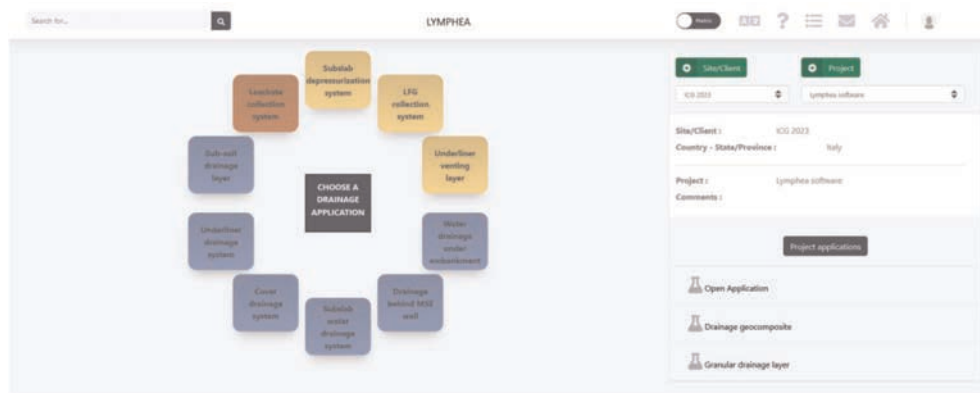 Search for...
LYMPHEA
Metric
Subslab
depressurization
system
LFG
collection
system
Underliner
venting
layer
Water
drainage
under
embankment
Drainage
behind MSE
wall
Subslab
water
drainage
system
Cover
drainage
system
Underliner
drainage
system
Sub-soil
drainage
layer
Leachate
collection
system
CHOOSE A
DRAINAGE
APPLICATION
Site/Client
Project
ICG 2023
Lymphea software
Site/Client : ICG 2023
Country - State/Province : Italy
Project : Lymphea software
Comments :
Project applications
Open Application
Drainage geocomposite
Granular drainage layer